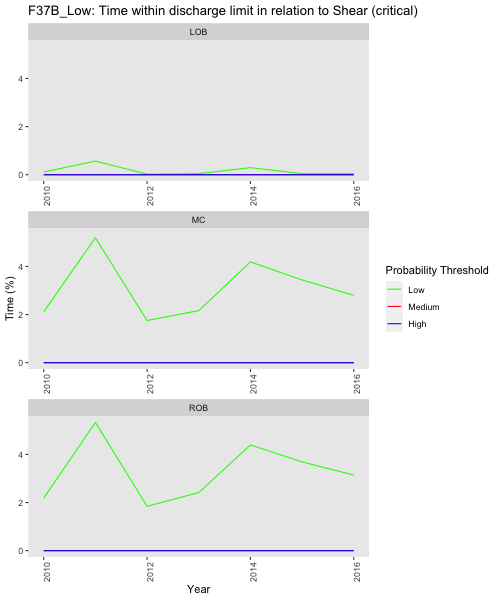 F37B_Low: Time within discharge limit in relation to Shear (critical)
LOB
4
2
0
2010
2012
2014
2016
MC
4
2
0
2010
2012
2014
2016
ROB
4
2
0
2010
2012
2014
2016
Time (%)
Year
Probability Threshold
Low
Medium
High